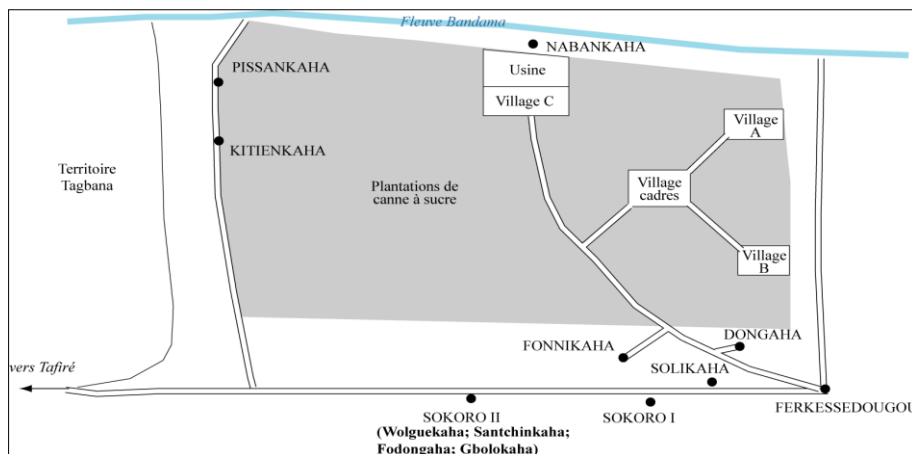 Fleuve Bandama
NABANKAHA
PISSANKAHA
Usine
Village C
Village
A
KITIENKAHA
Territoire
Tagbana
Plantations de
canne à sucre
Village
cadres
Village
B
FONNIKAHA
DONGAHA
SOLIKAHA
vers Tafiré
SOKORO II
SOKORO I
FERKESSEDOUGOU
(Wolguekaha; Santchinkaha;
Fodongaha; Gbolokaha)